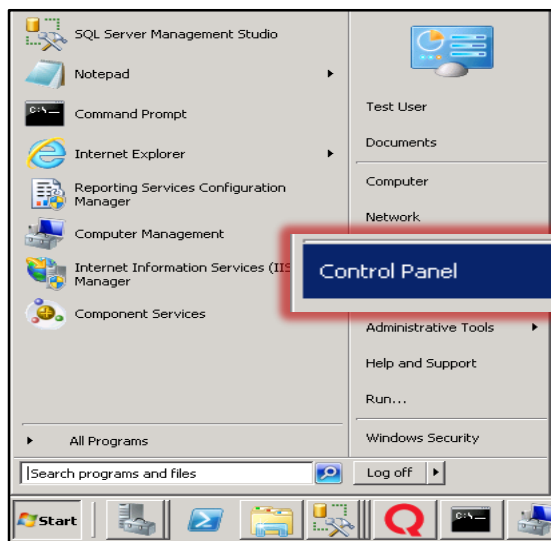 SQL Server Management Studio
Notepad
Command Prompt
Internet Explorer
Reporting Services Configuration
Manager
Computer Management
Internet Information Services (IIS
Manager
Component Services
All Programs
Search programs and files
Test User
Documents
Computer
Network
Control Panel
Administrative Tools
Help and Support
Run...
Windows Security
Log off
Start